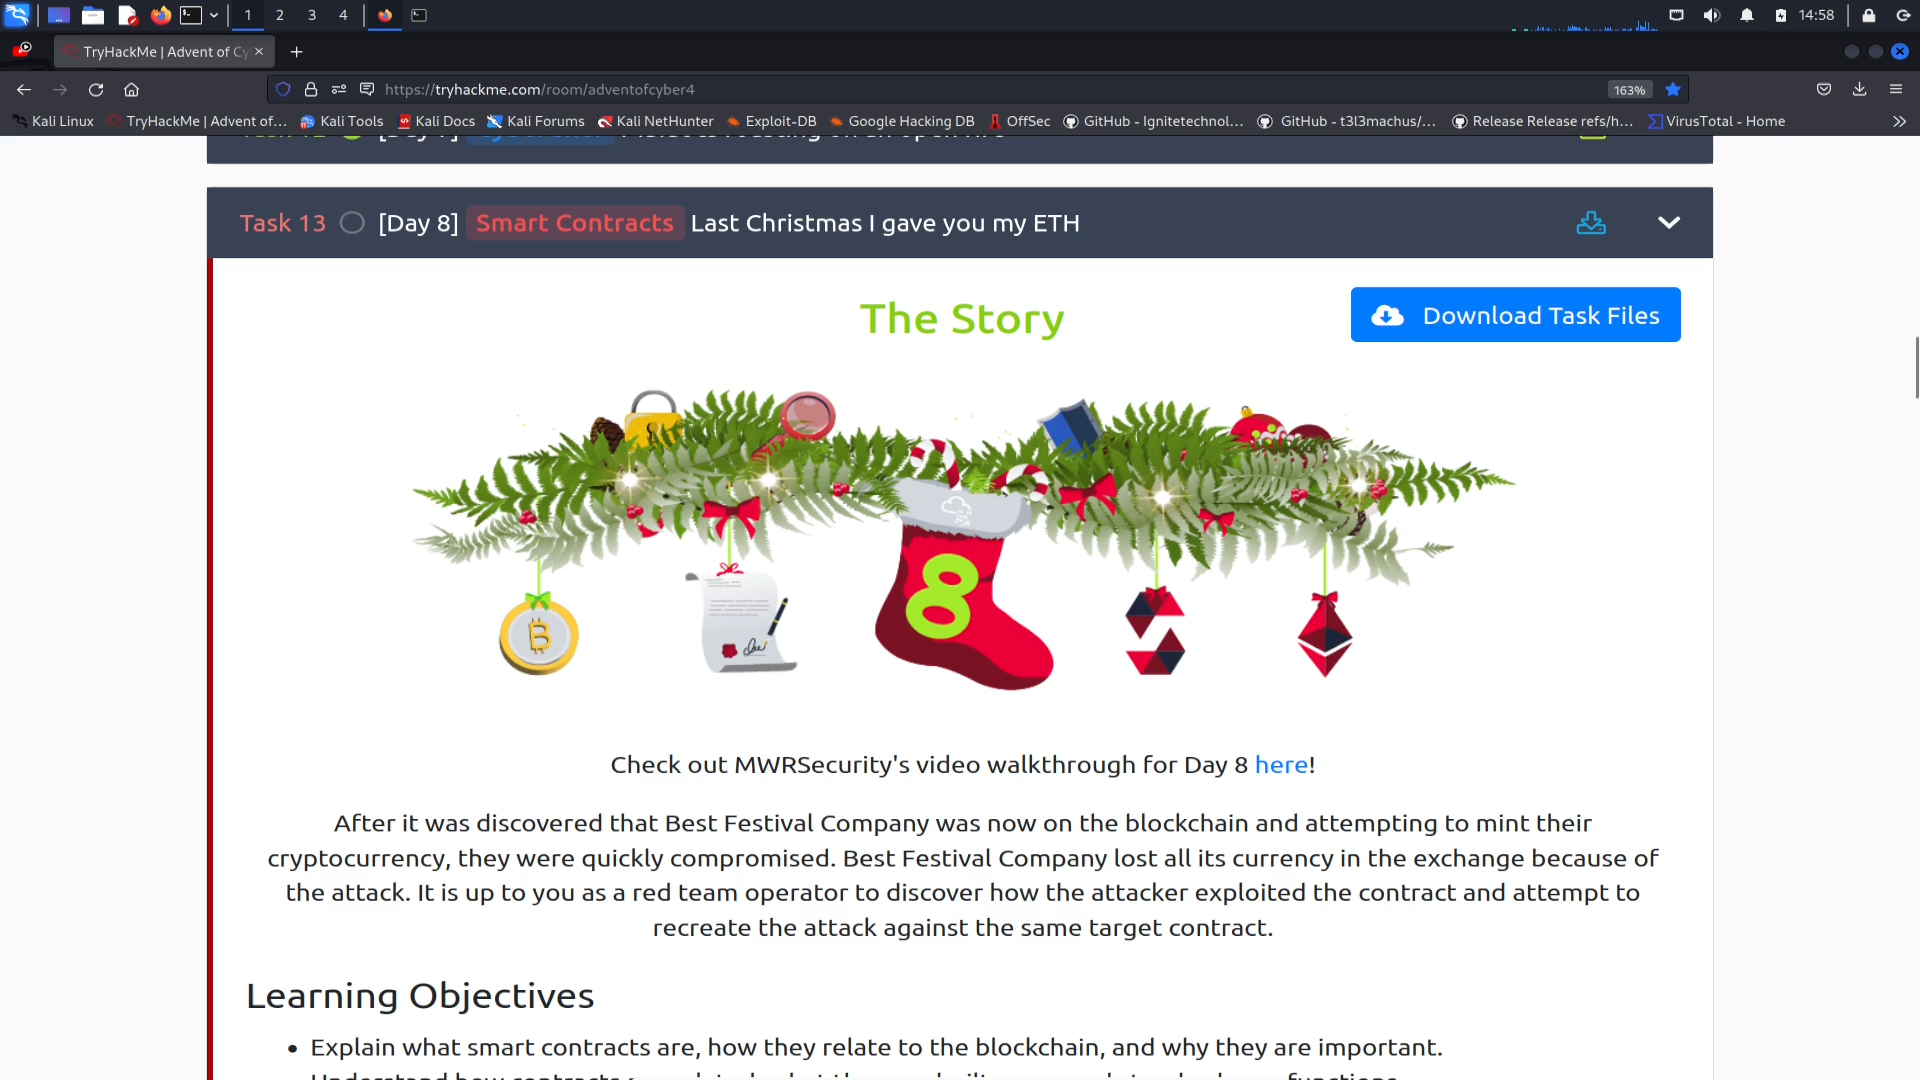 1 2 3 4 14:58
TryHackMe | Advent of Cy
https://tryhackme.com/room/adventofcyber4 163%
Kali Linux TryHackMe | Advent of... Kali Tools Kali Docs Kali Forums Kali NetHunter Exploit-DB Google Hacking DB OffSec GitHub - Ignitetechnol... GitHub - t3l3machus/... Release Release refs/h... VirusTotal - Home
Task 13 [Day 8] Smart Contracts Last Christmas I gave you my ETH
The Story
Download Task Files
8
Check out MWRSecurity's video walkthrough for Day 8 here!
After it was discovered that Best Festival Company was now on the blockchain and attempting to mint their
cryptocurrency, they were quickly compromised. Best Festival Company lost all its currency in the exchange because of
the attack. It is up to you as a red team operator to discover how the attacker exploited the contract and attempt to
recreate the attack against the same target contract.
Learning Objectives
• Explain what smart contracts are, how they relate to the blockchain, and why they are important.